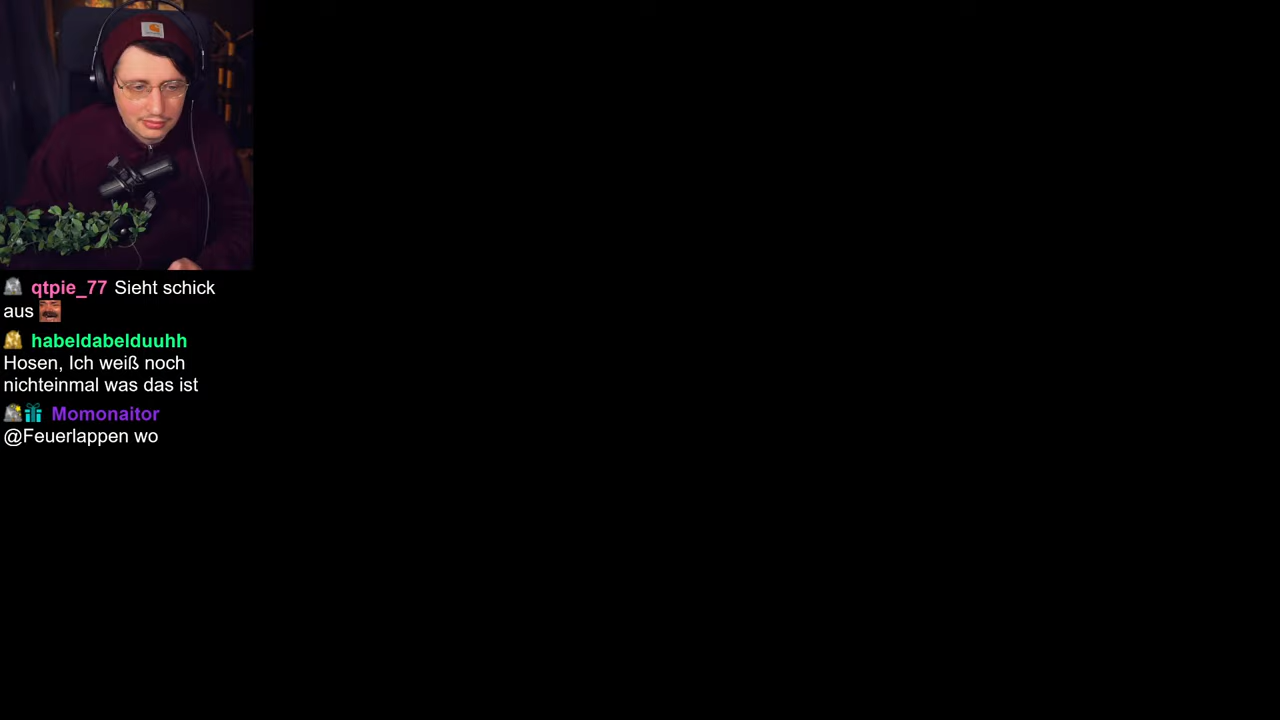 qtpie_77 Sieht schick
aus
habeldabelduuhh
Hosen, Ich weiß noch
nichteinmal was das ist
Momonaitor
@Feuerlappen wo